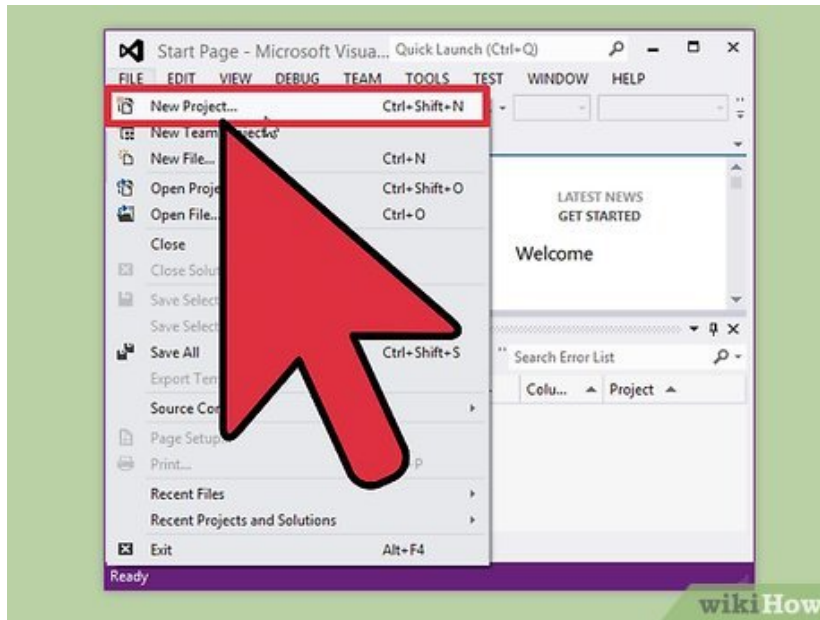 Start Page - Microsoft Visua... Quick Launch (Ctrl+Q)
FILE EDIT VIEW DEBUG TEAM TOOLS TEST WINDOW HELP
New Project... Ctrl+Shift+N
New Team
New File... Ctrl+N
Open Proje Ctrl+Shift+O
Open File... Ctrl+O
Close
Close Solu
Save Select
Save Select
Save All Ctrl+Shift+S
Export Tem
Source Con
Page Setup
Print... P
Recent Files
Recent Projects and Solutions
Exit Alt+F4
LATEST NEWS
GET STARTED
Welcome
Search Error List
Colu... Project
Ready
wikiHow